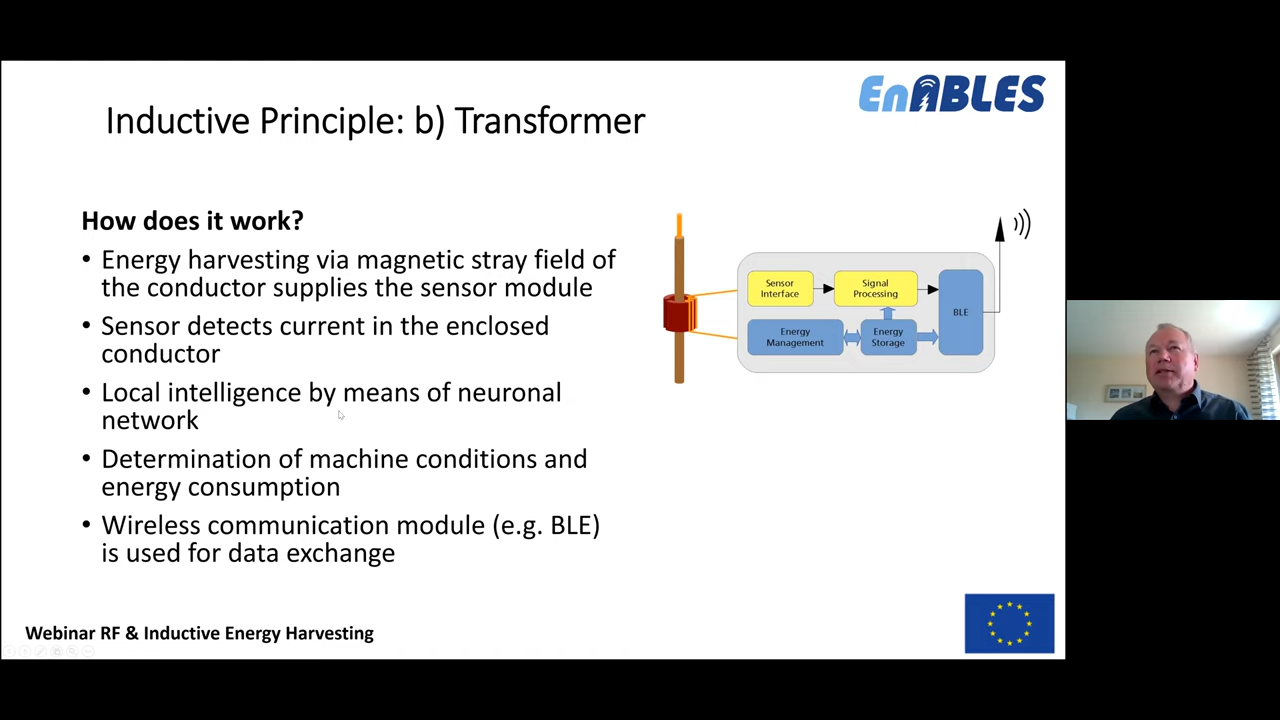 EnABLES
Inductive Principle: b) Transformer
How does it work?
• Energy harvesting via magnetic stray field of
the conductor supplies the sensor module
• Sensor detects current in the enclosed
conductor
• Local intelligence by means of neuronal
network
• Determination of machine conditions and
energy consumption
• Wireless communication module (e.g. BLE)
is used for data exchange
Sensor
Interface
Signal
Processing
BLE
Energy
Management
Energy
Storage
Webinar RF & Inductive Energy Harvesting